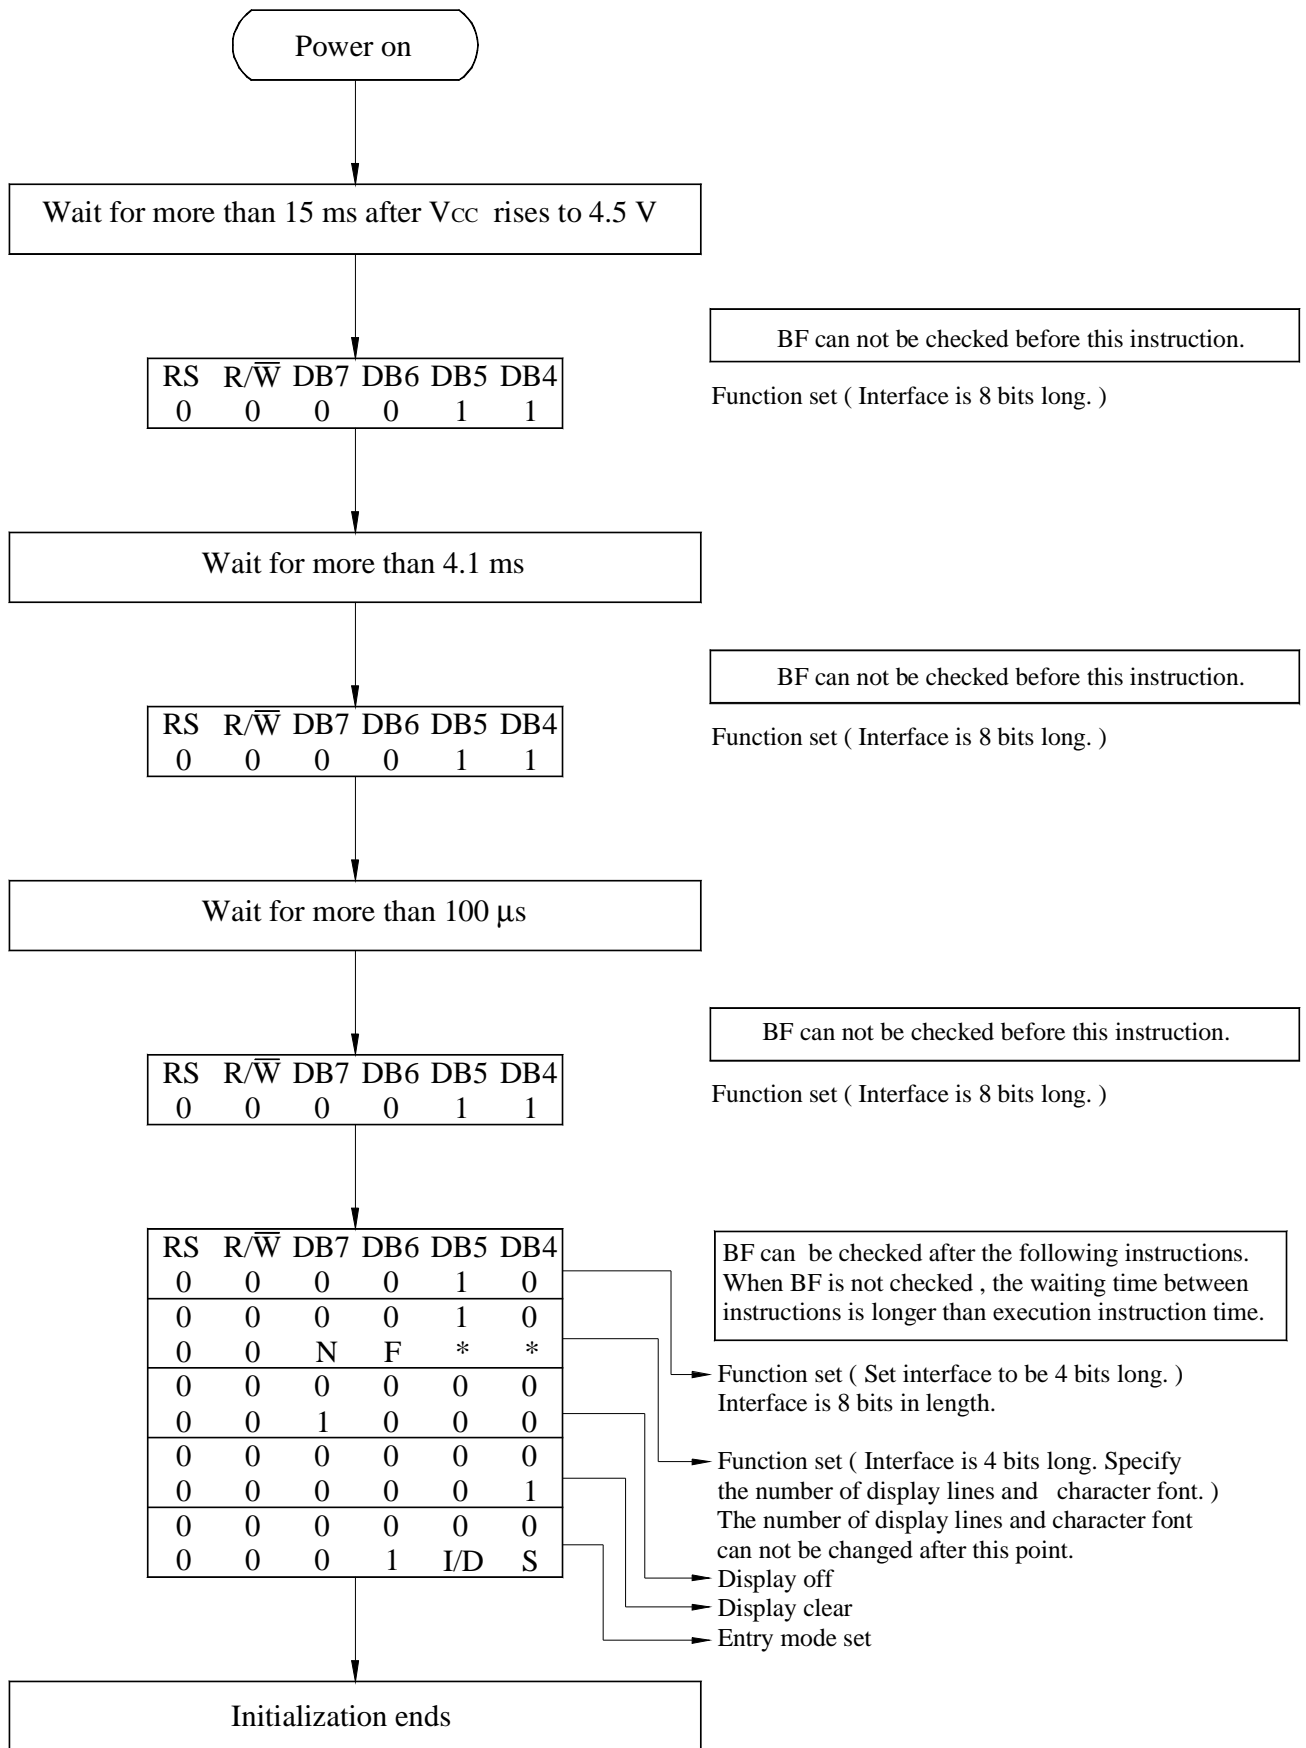 Power on
Wait for more than 15 ms after VCC rises to 4.5 V
BF can not be checked before this instruction.
RS R/W̅ DB7 DB6 DB5 DB4
0 0 0 0 1 1
Function set ( Interface is 8 bits long. )
Wait for more than 4.1 ms
BF can not be checked before this instruction.
RS R/W̅ DB7 DB6 DB5 DB4
0 0 0 0 1 1
Function set ( Interface is 8 bits long. )
Wait for more than 100 μs
BF can not be checked before this instruction.
RS R/W̅ DB7 DB6 DB5 DB4
0 0 0 0 1 1
Function set ( Interface is 8 bits long. )
RS R/W̅ DB7 DB6 DB5 DB4
0 0 0 0 1 0
0 0 0 0 1 0
0 0 N F * *
0 0 0 0 0 0
0 0 1 0 0 0
0 0 0 0 0 0
0 0 0 0 0 1
0 0 0 0 0 0
0 0 0 1 I/D S
BF can be checked after the following instructions.
When BF is not checked , the waiting time between
instructions is longer than execution instruction time.
Function set ( Set interface to be 4 bits long. )
Interface is 8 bits in length.
Function set ( Interface is 4 bits long. Specify
the number of display lines and character font. )
The number of display lines and character font
can not be changed after this point.
Display off
Display clear
Entry mode set
Initialization ends